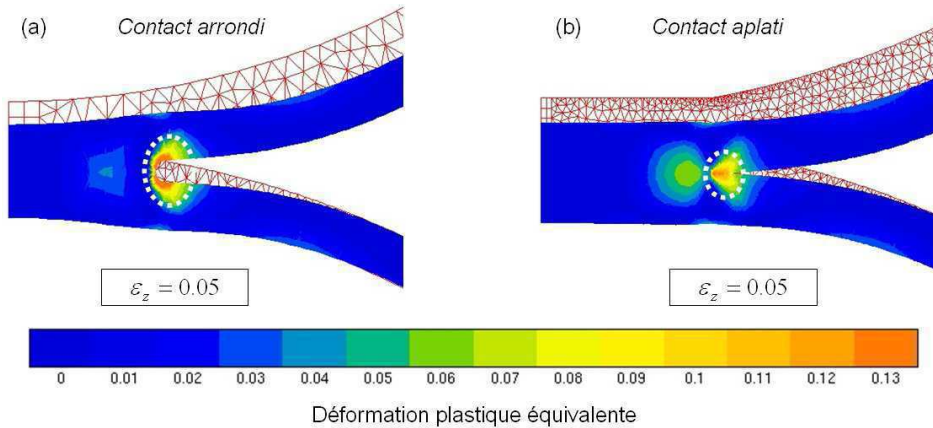 (a) Contact arrondi
(b) Contact aplati
ε_z = 0.05
ε_z = 0.05
0 0.01 0.02 0.03 0.04 0.05 0.06 0.07 0.08 0.09 0.1 0.12 0.13
Déformation plastique équivalente